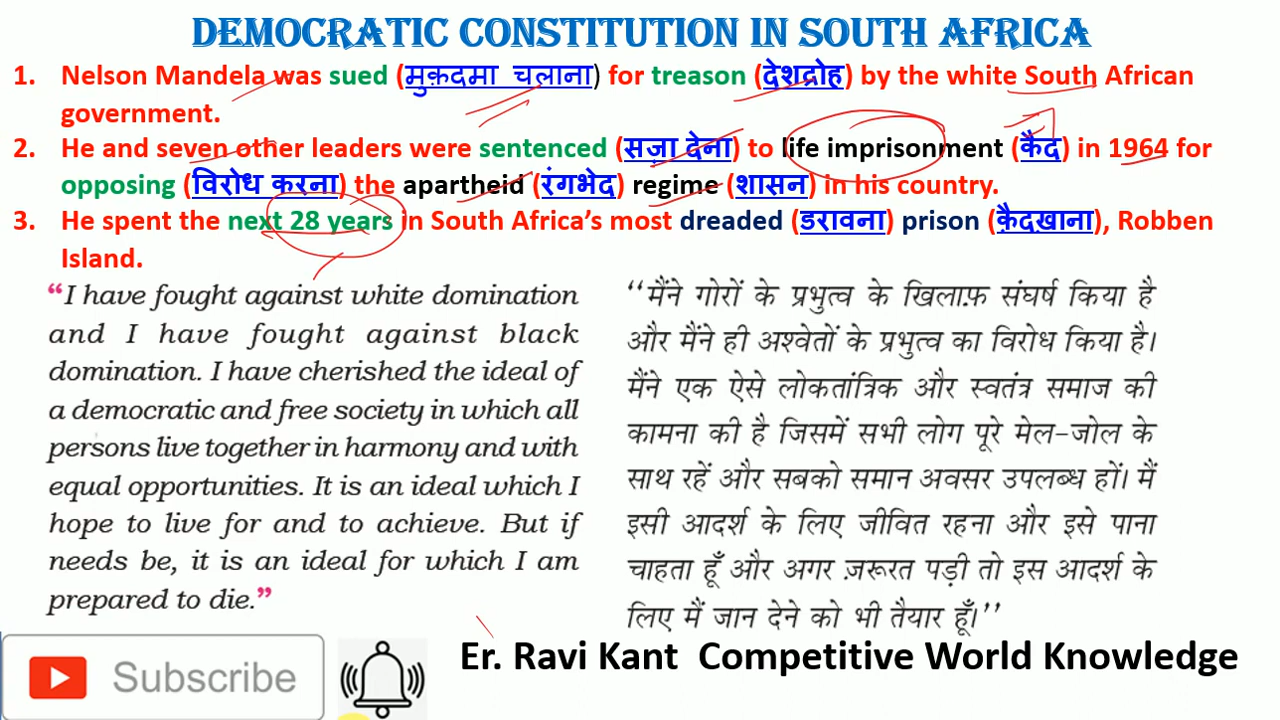 DEMOCRATIC CONSTITUTION IN SOUTH AFRICA
1. Nelson Mandela was sued (मुक़दमा चलाना) for treason (देशद्रोह) by the white South African
government.
2. He and seven other leaders were sentenced (सज़ा देना) to life imprisonment (कैद) in 1964 for
opposing (विरोध करना) the apartheid (रंगभेद) regime (शासन) in his country.
3. He spent the next 28 years in South Africa's most dreaded (डरावना) prison (क़ैदख़ाना), Robben
Island.
“I have fought against white domination
and I have fought against black
domination. I have cherished the ideal of
a democratic and free society in which all
persons live together in harmony and with
equal opportunities. It is an ideal which I
hope to live for and to achieve. But if
needs be, it is an ideal for which I am
prepared to die.”
‘‘मैंने गोरों के प्रभुत्व के खिलाफ़ संघर्ष किया है
और मैंने ही अश्वेतों के प्रभुत्व का विरोध किया है।
मैंने एक ऐसे लोकतांत्रिक और स्वतंत्र समाज की
कामना की है जिसमें सभी लोग पूरे मेल-जोल के
साथ रहें और सबको समान अवसर उपलब्ध हों। मैं
इसी आदर्श के लिए जीवित रहना और इसे पाना
चाहता हूँ और अगर ज़रूरत पड़ी तो इस आदर्श के
लिए मैं जान देने को भी तैयार हूँ।’’
Subscribe
Er. Ravi Kant Competitive World Knowledge